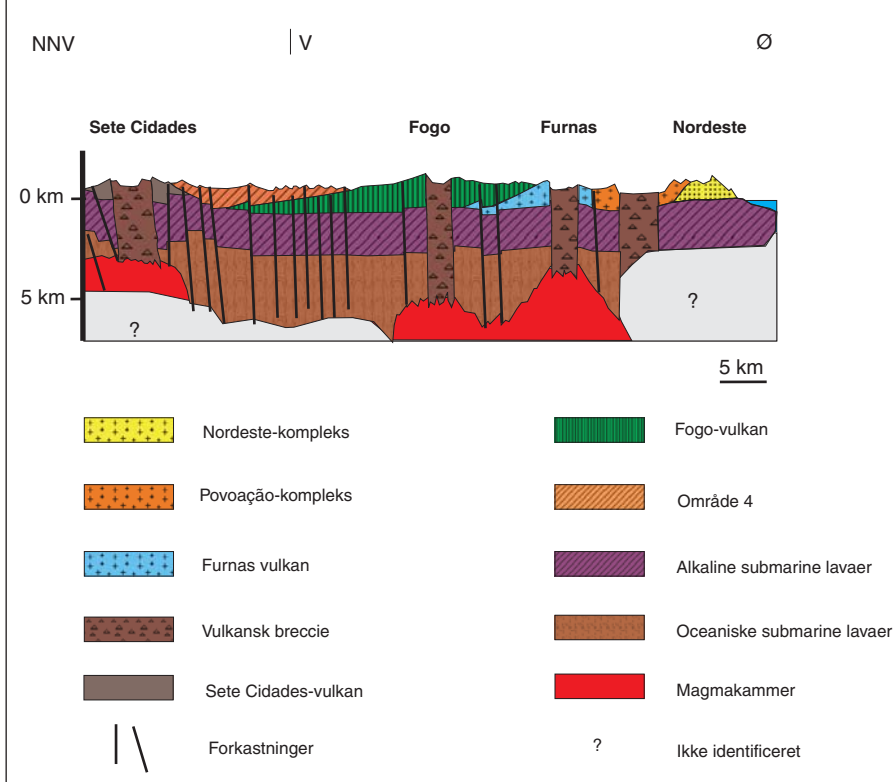 NNV
V
Ø
Sete Cidades
Fogo
Furnas
Nordeste
0 km
5 km
?
?
5 km
Nordeste-kompleks
Fogo-vulkan
Povoação-kompleks
Område 4
Furnas vulkan
Alkaline submarine lavaer
Vulkansk breccie
Oceaniske submarine lavaer
Sete Cidades-vulkan
Magmakammer
Forkastninger
?
Ikke identificeret